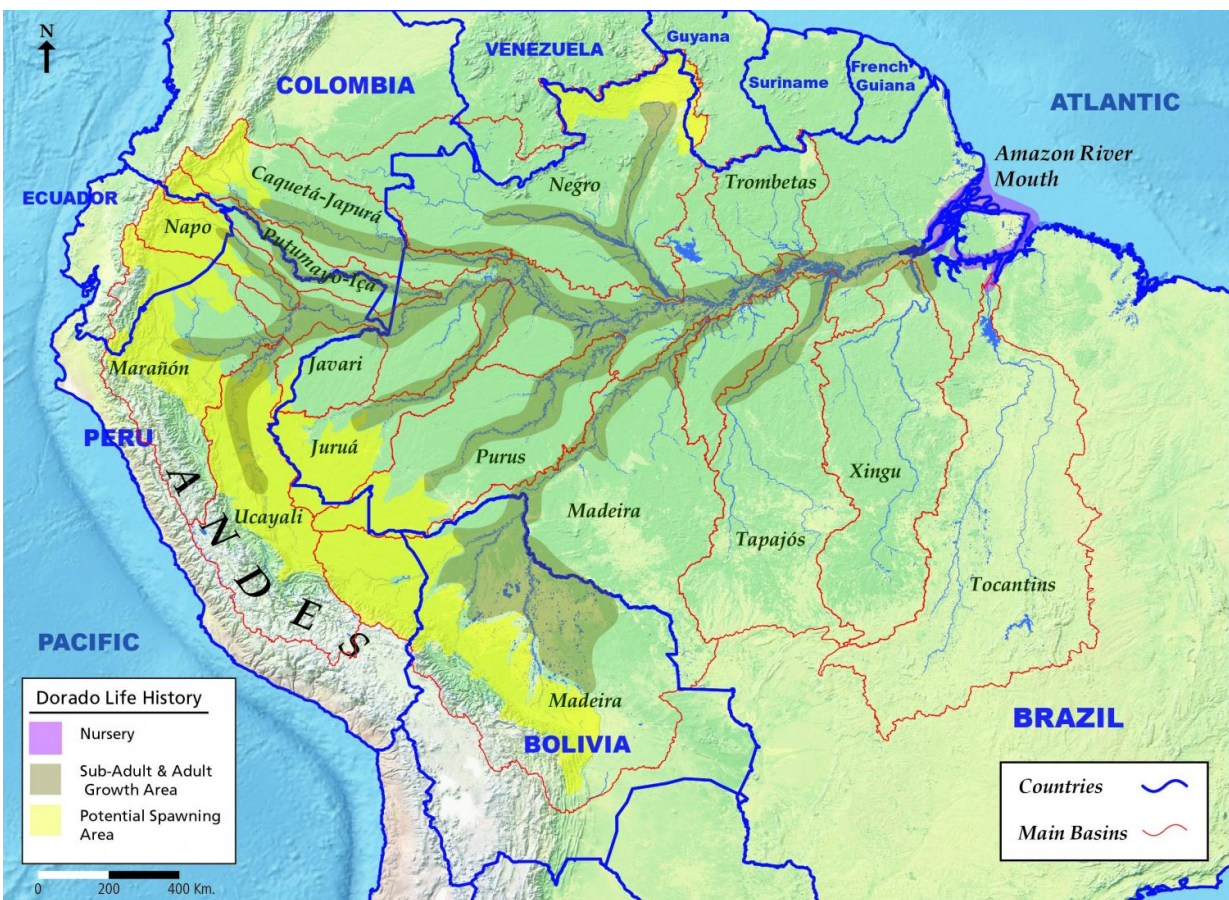 N
VENEZUELA
Guyana
Suriname
French
Guiana
COLOMBIA
ATLANTIC
Amazon River
Mouth
ECUADOR
Caquetá-Japurá
Negro
Trombetas
Napo
Putumayo-Iça
Marañón
Javari
PERU
Juruá
Purus
Xingu
Ucayali
Madeira
Tapajós
Tocantins
ANDES
PACIFIC
Madeira
BRAZIL
BOLIVIA
Dorado Life History
Nursery
Sub-Adult & Adult
Growth Area
Potential Spawning
Area
Countries
Main Basins
0 200 400 Km.